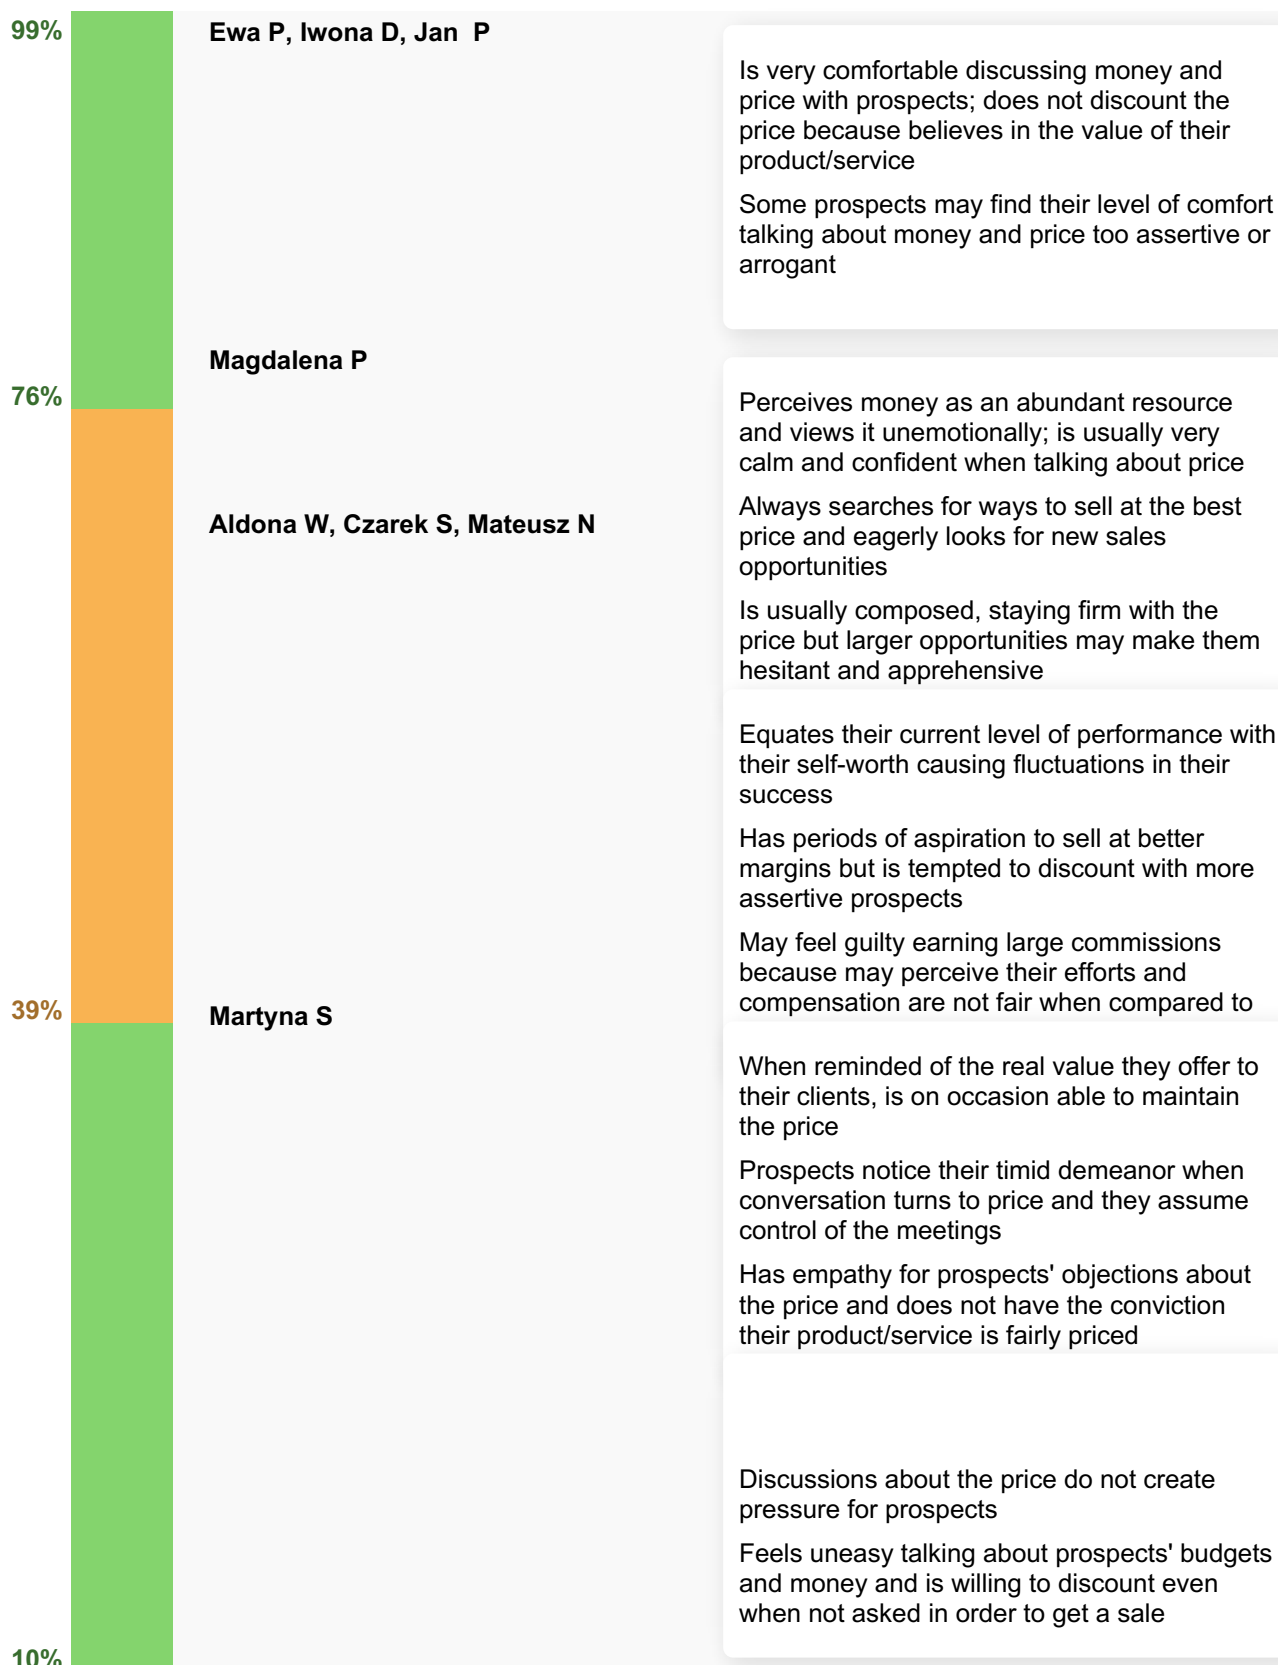 99%
Ewa P, Iwona D, Jan  P
Is very comfortable discussing money and
price with prospects; does not discount the
price because believes in the value of their
product/service
Some prospects may find their level of comfort
talking about money and price too assertive or
arrogant
Magdalena P
76%
Perceives money as an abundant resource
and views it unemotionally; is usually very
calm and confident when talking about price
Aldona W, Czarek S, Mateusz N
Always searches for ways to sell at the best
price and eagerly looks for new sales
opportunities
Is usually composed, staying firm with the
price but larger opportunities may make them
hesitant and apprehensive
Equates their current level of performance with
their self-worth causing fluctuations in their
success
Has periods of aspiration to sell at better
margins but is tempted to discount with more
assertive prospects
May feel guilty earning large commissions
because may perceive their efforts and
compensation are not fair when compared to
39%
Martyna S
When reminded of the real value they offer to
their clients, is on occasion able to maintain
the price
Prospects notice their timid demeanor when
conversation turns to price and they assume
control of the meetings
Has empathy for prospects' objections about
the price and does not have the conviction
their product/service is fairly priced
Discussions about the price do not create
pressure for prospects
Feels uneasy talking about prospects' budgets
and money and is willing to discount even
when not asked in order to get a sale
10%